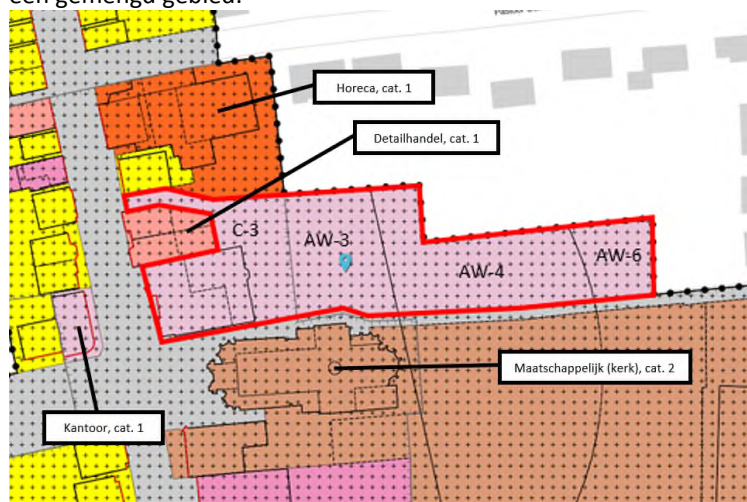 een gemengd gebied.
Horeca, cat. 1
Detailhandel, cat. 1
C-3
AW-3
AW-4
AW-6
Maatschappelijk (kerk), cat. 2
Kantoor, cat. 1